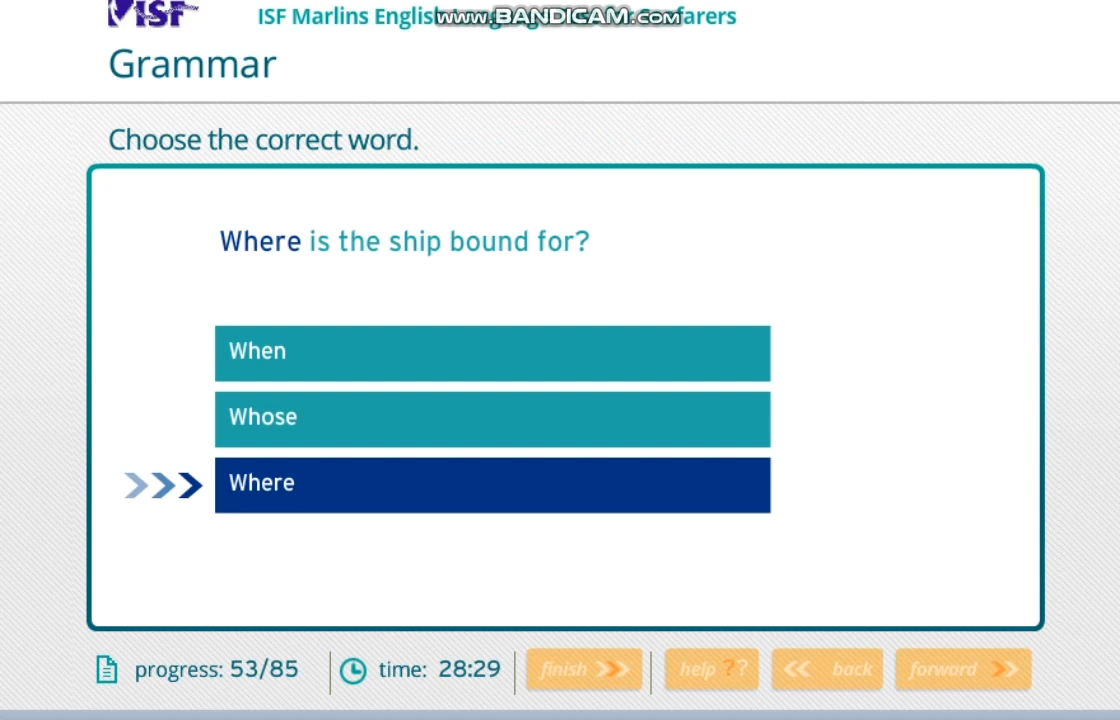 ISF
ISF Marlins English www.BANDICAM.com farers
Grammar
Choose the correct word.
Where is the ship bound for?
When
Whose
Where
progress: 53/85
time: 28:29
finish
help ??
back
forward